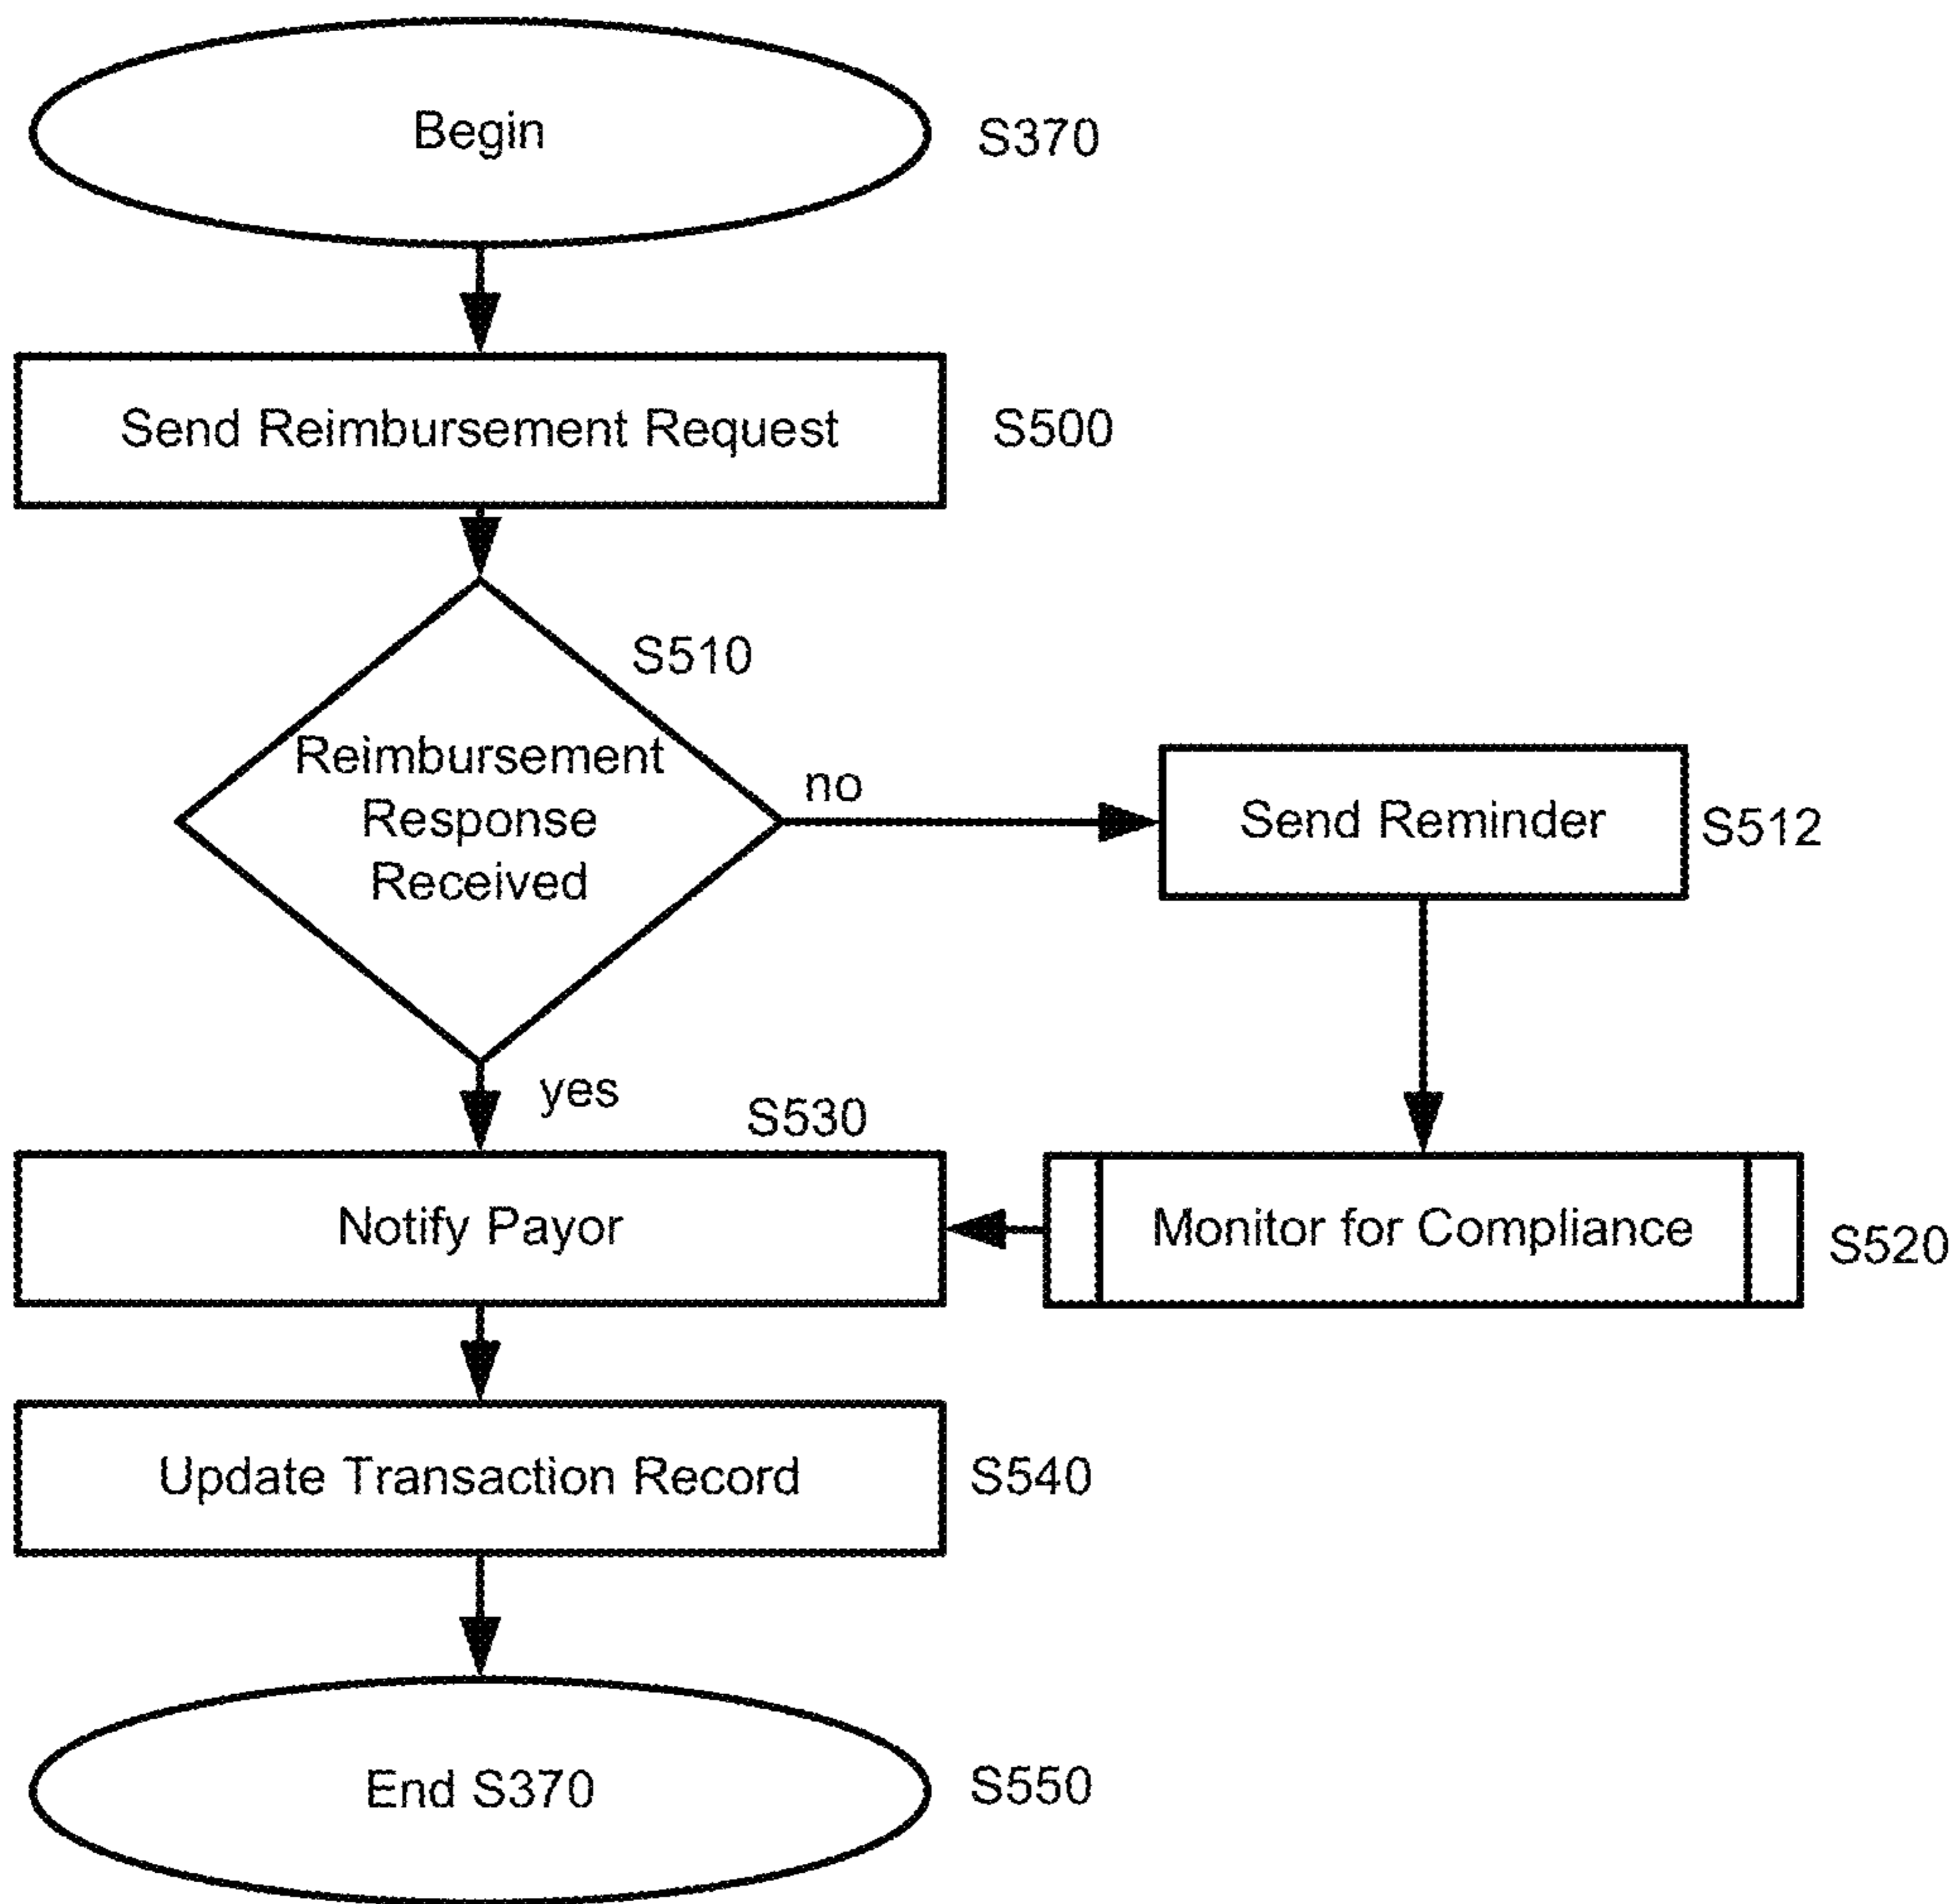 Begin
S370
Send Reimbursement Request
S500
S510
Reimbursement
Response
Received
no
Send Reminder
S512
yes
S530
Notify Payor
Monitor for Compliance
S520
Update Transaction Record
S540
End S370
S550